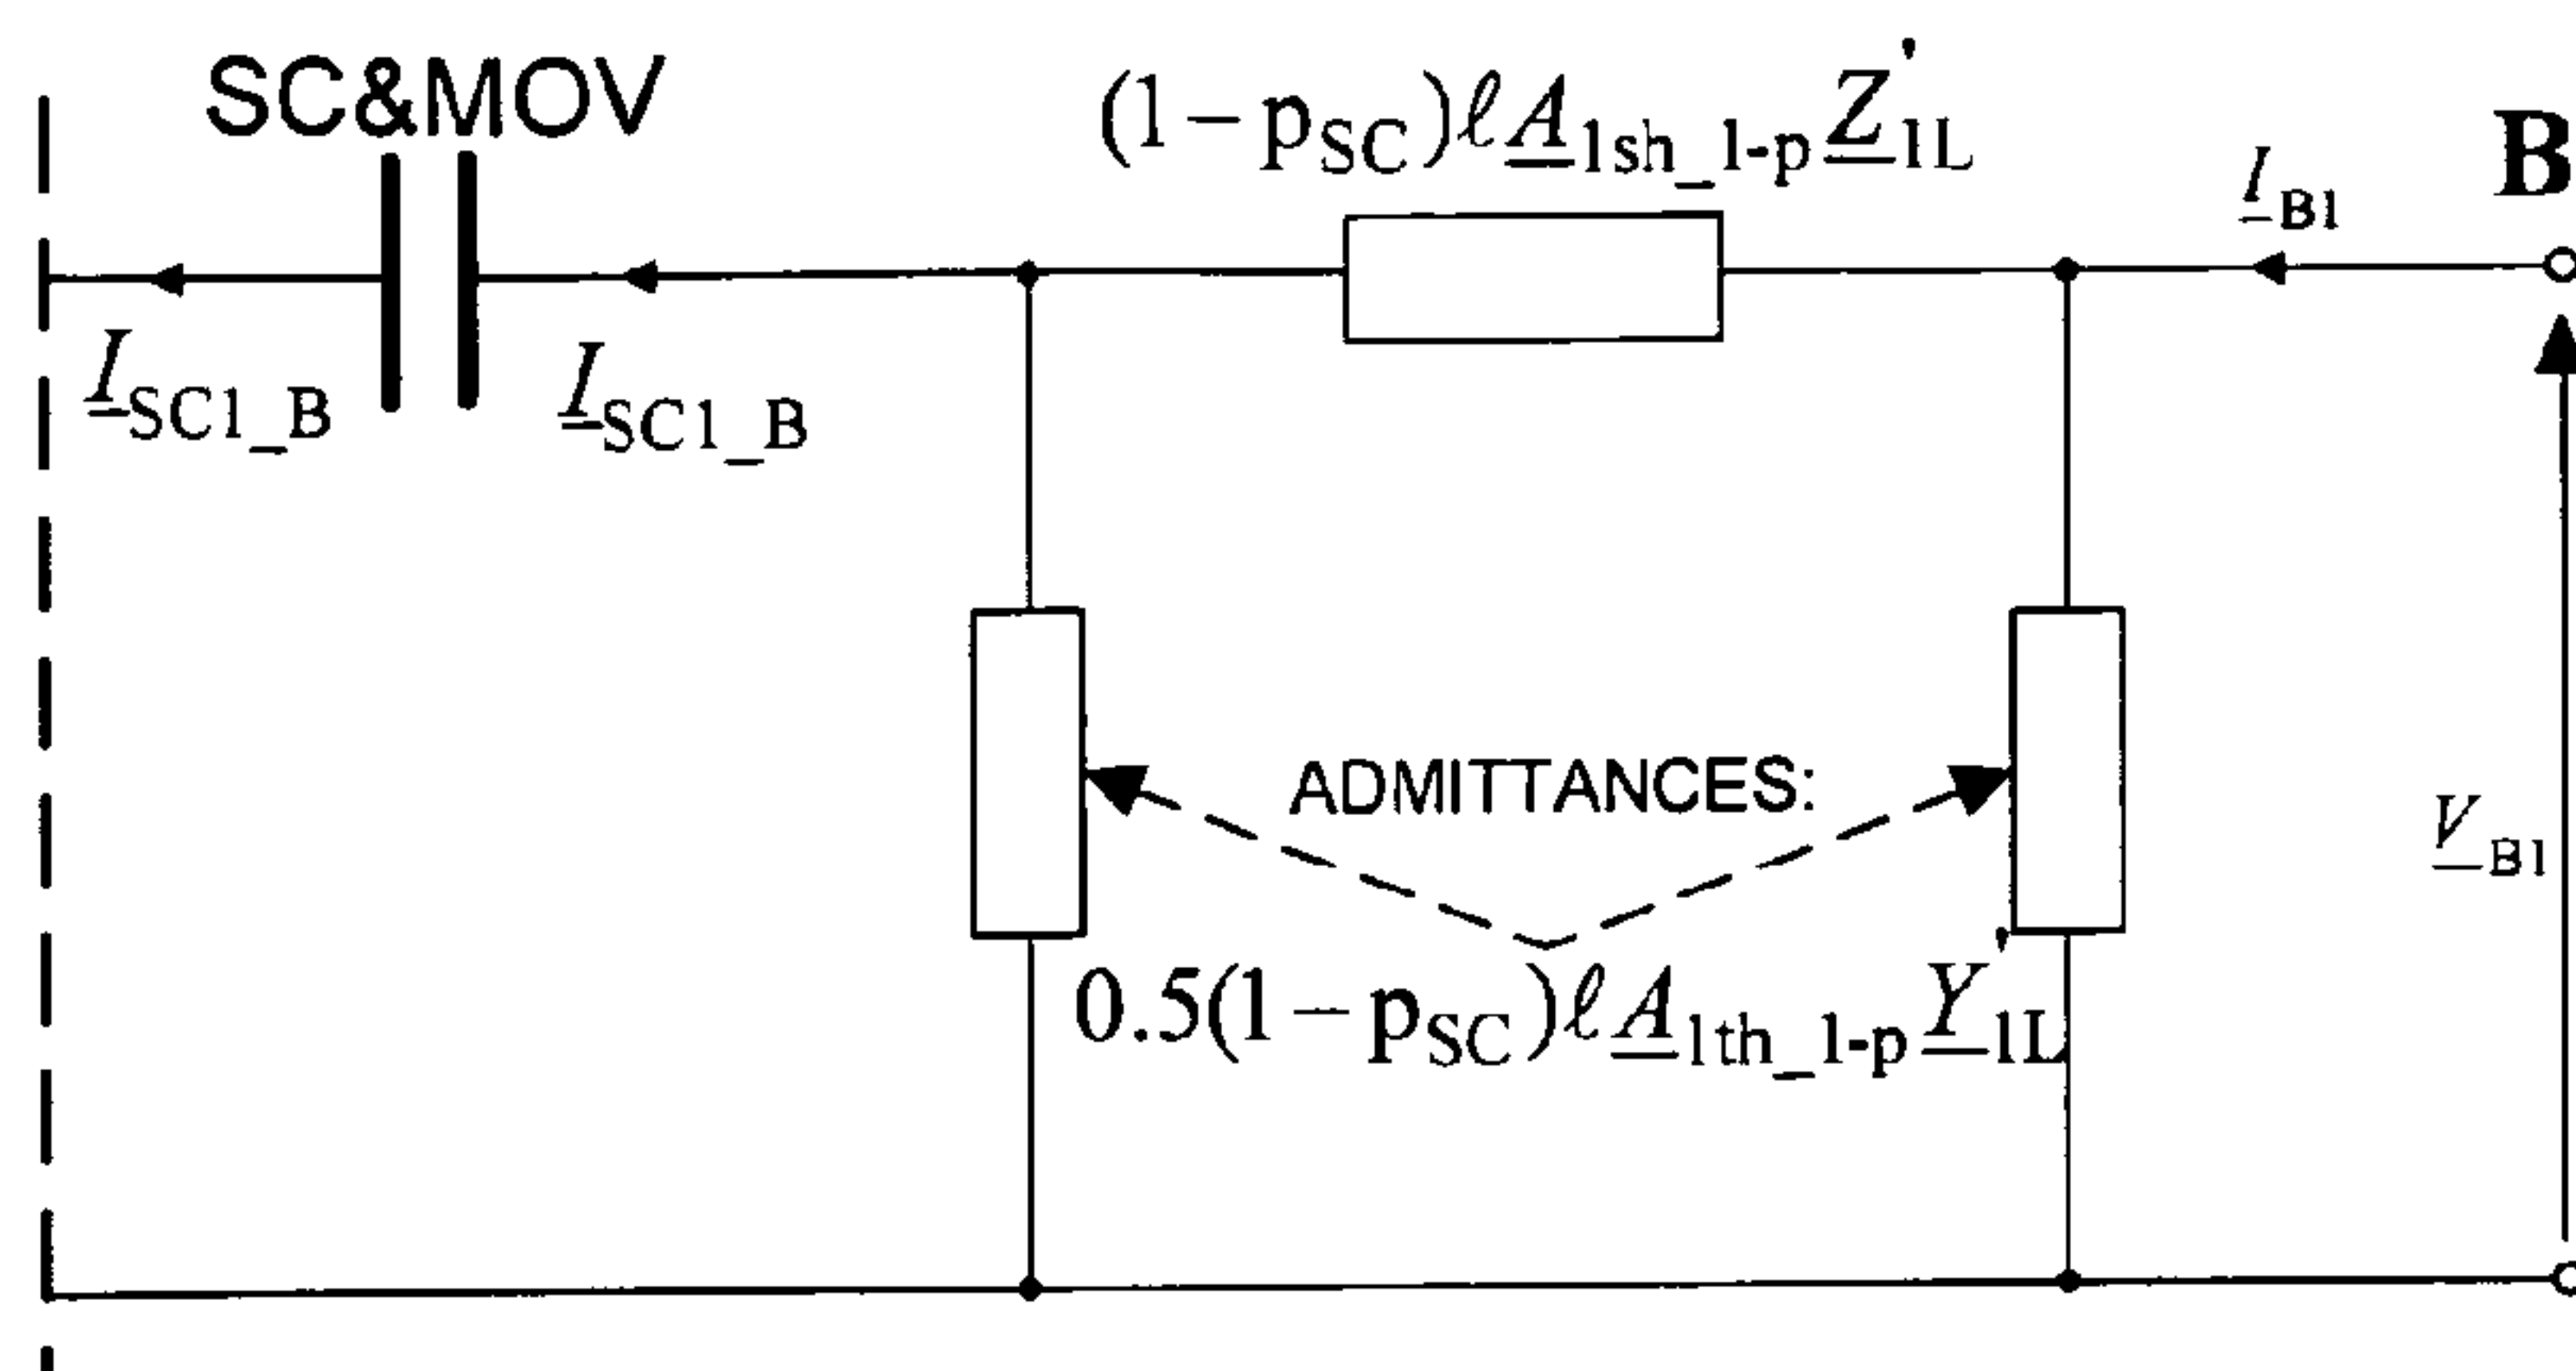 SC&MOV
(1−p_SC)ℓA_1sh_1-p Z'_1L
I_B1
B
I_SC1_B
I_SC1_B
ADMITTANCES:
V_B1
0.5(1−p_SC)ℓA_1th_1-p Y'_1L